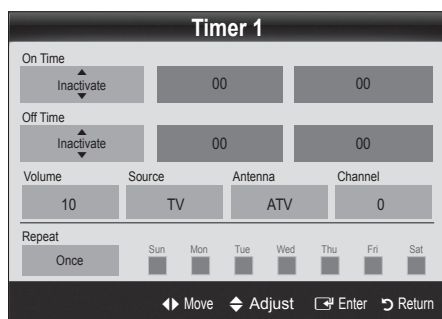 Timer 1
On Time
Inactivate 00 00
Off Time
Inactivate 00 00
Volume Source Antenna Channel
10 TV ATV 0
Repeat
Once Sun Mon Tue Wed Thu Fri Sat
Move Adjust Enter Return